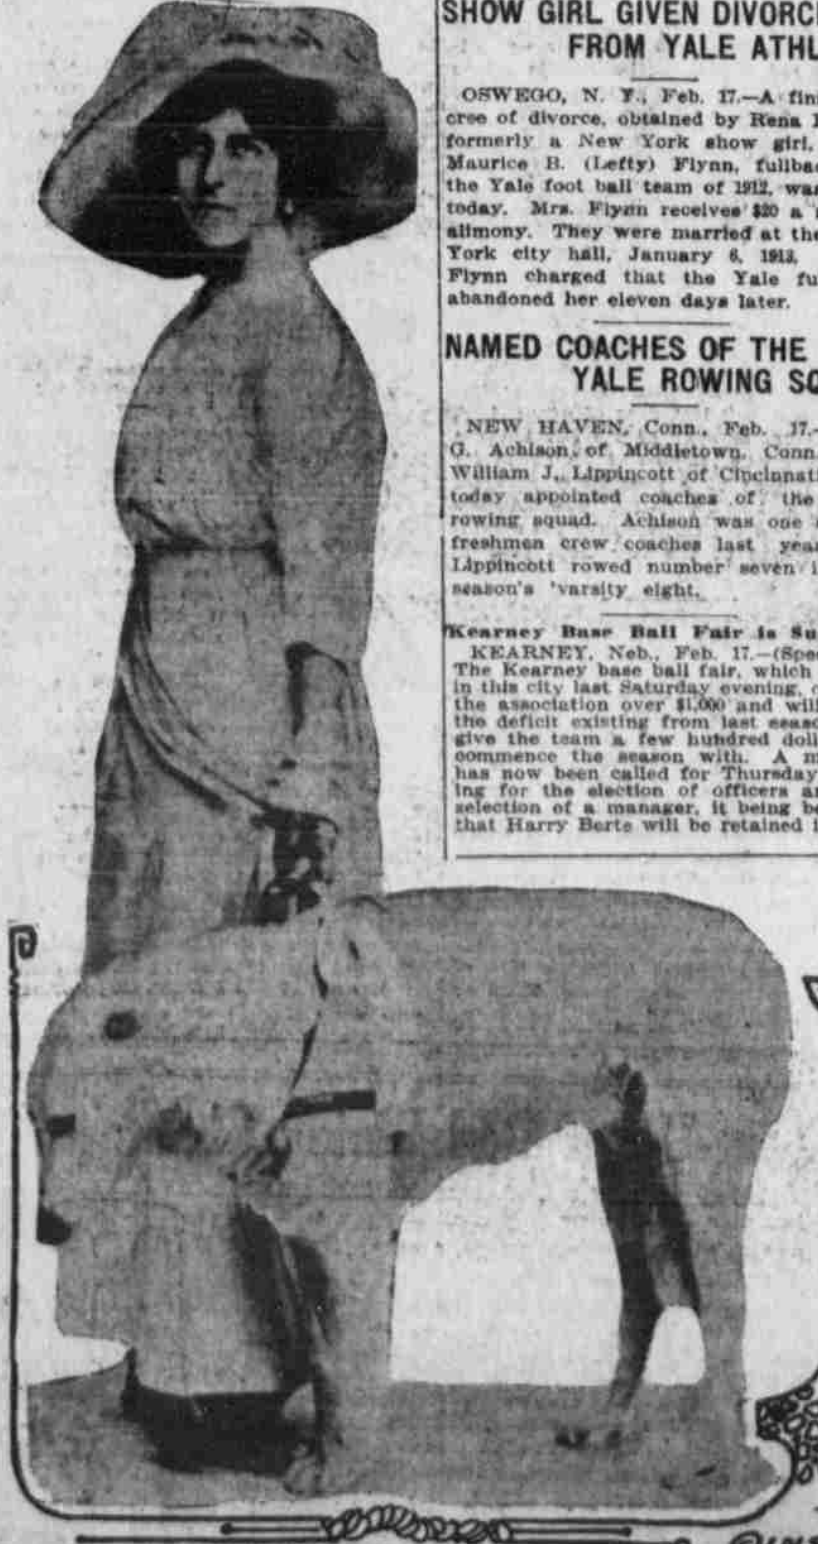 SHOW GIRL GIVEN DIVORC
FROM YALE ATHL
OSWEGO, N. Y., Feb. 17.—A fin
cree of divorce, obtained by Rena
formerly a New York show girl,
Maurice B. (Lefty) Flynn, fullba
the Yale foot ball team of 1912, was
today. Mrs. Flynn receives $20 a
alimony. They were married at the
York city hall, January 6, 1913,
Flynn charged that the Yale fu
abandoned her eleven days later.
NAMED COACHES OF THE
YALE ROWING SQ
NEW HAVEN, Conn., Feb. 17.—
G. Achison, of Middletown, Conn.
William J. Lippincott of Cincinnati
today appointed coaches of the
rowing squad. Achison was one
freshmen crew coaches last year
Lippincott rowed number seven i
season's 'varsity eight.
Kearney Base Ball Fair is Su
KEARNEY, Neb., Feb. 17.—(Spec
The Kearney base ball fair, which
in this city last Saturday evening,
the association over $1,000 and will
the deficit existing from last seaso
give the team a few hundred doll
commence the season with. A m
has now been called for Thursday
ing for the election of officers a
selection of a manager, it being be
that Harry Berte will be retained i